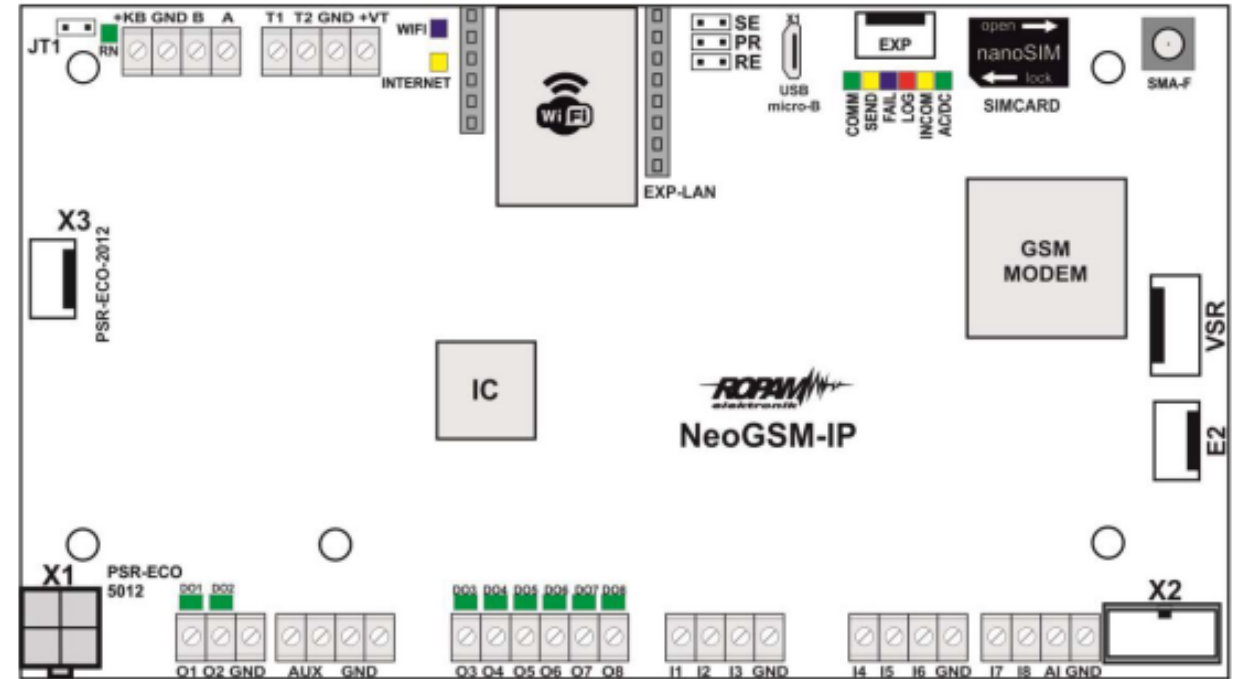 +KB GND B A
T1 T2 GND +VT
JT1
RN
WIFI
INTERNET
WiFi
EXP-LAN
SE
PR
RE
X1
USB
micro-B
EXP
COMM
SEND
FAIL
LOG
INCOM
AC/DC
open
nanoSIM
lock
SIMCARD
SMA-F
X3
PSR-ECO-2012
GSM
MODEM
VSR
IC
ROPAM
elektronik
NeoGSM-IP
E2
X1
PSR-ECO
5012
DO1 DO2
DO3 DO4 DO5 DO6 DO7 DO8
X2
O1 O2 GND
AUX GND
O3 O4 O5 O6 O7 O8
I1 I2 I3 GND
I4 I5 I6 GND
I7 I8 AI GND